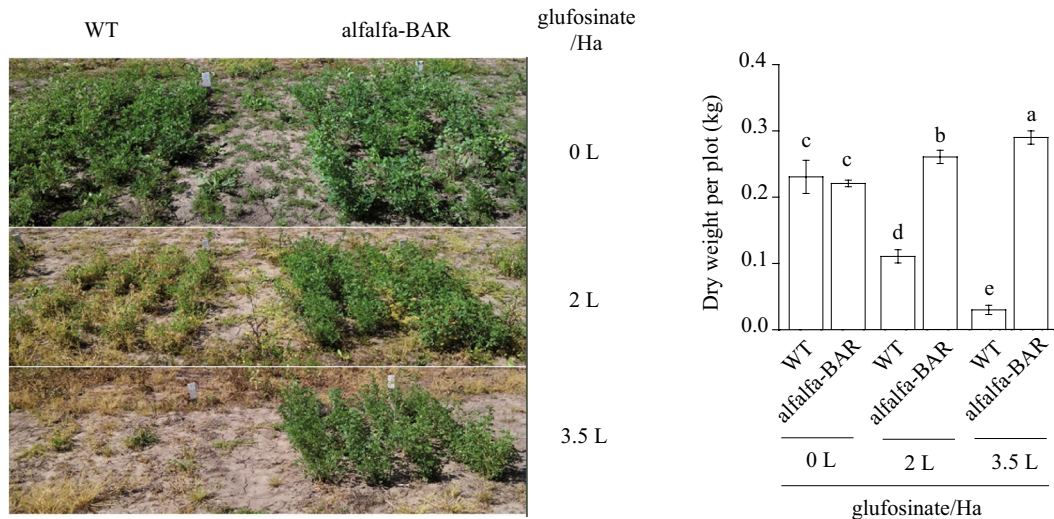 WT
alfalfa-BAR
glufosinate
/Ha
0 L
2 L
3.5 L
Dry weight per plot (kg)
0.4
0.3
0.2
0.1
0.0
c
c
d
b
e
a
WT
alfalfa-BAR
WT
alfalfa-BAR
WT
alfalfa-BAR
0 L
2 L
3.5 L
glufosinate/Ha